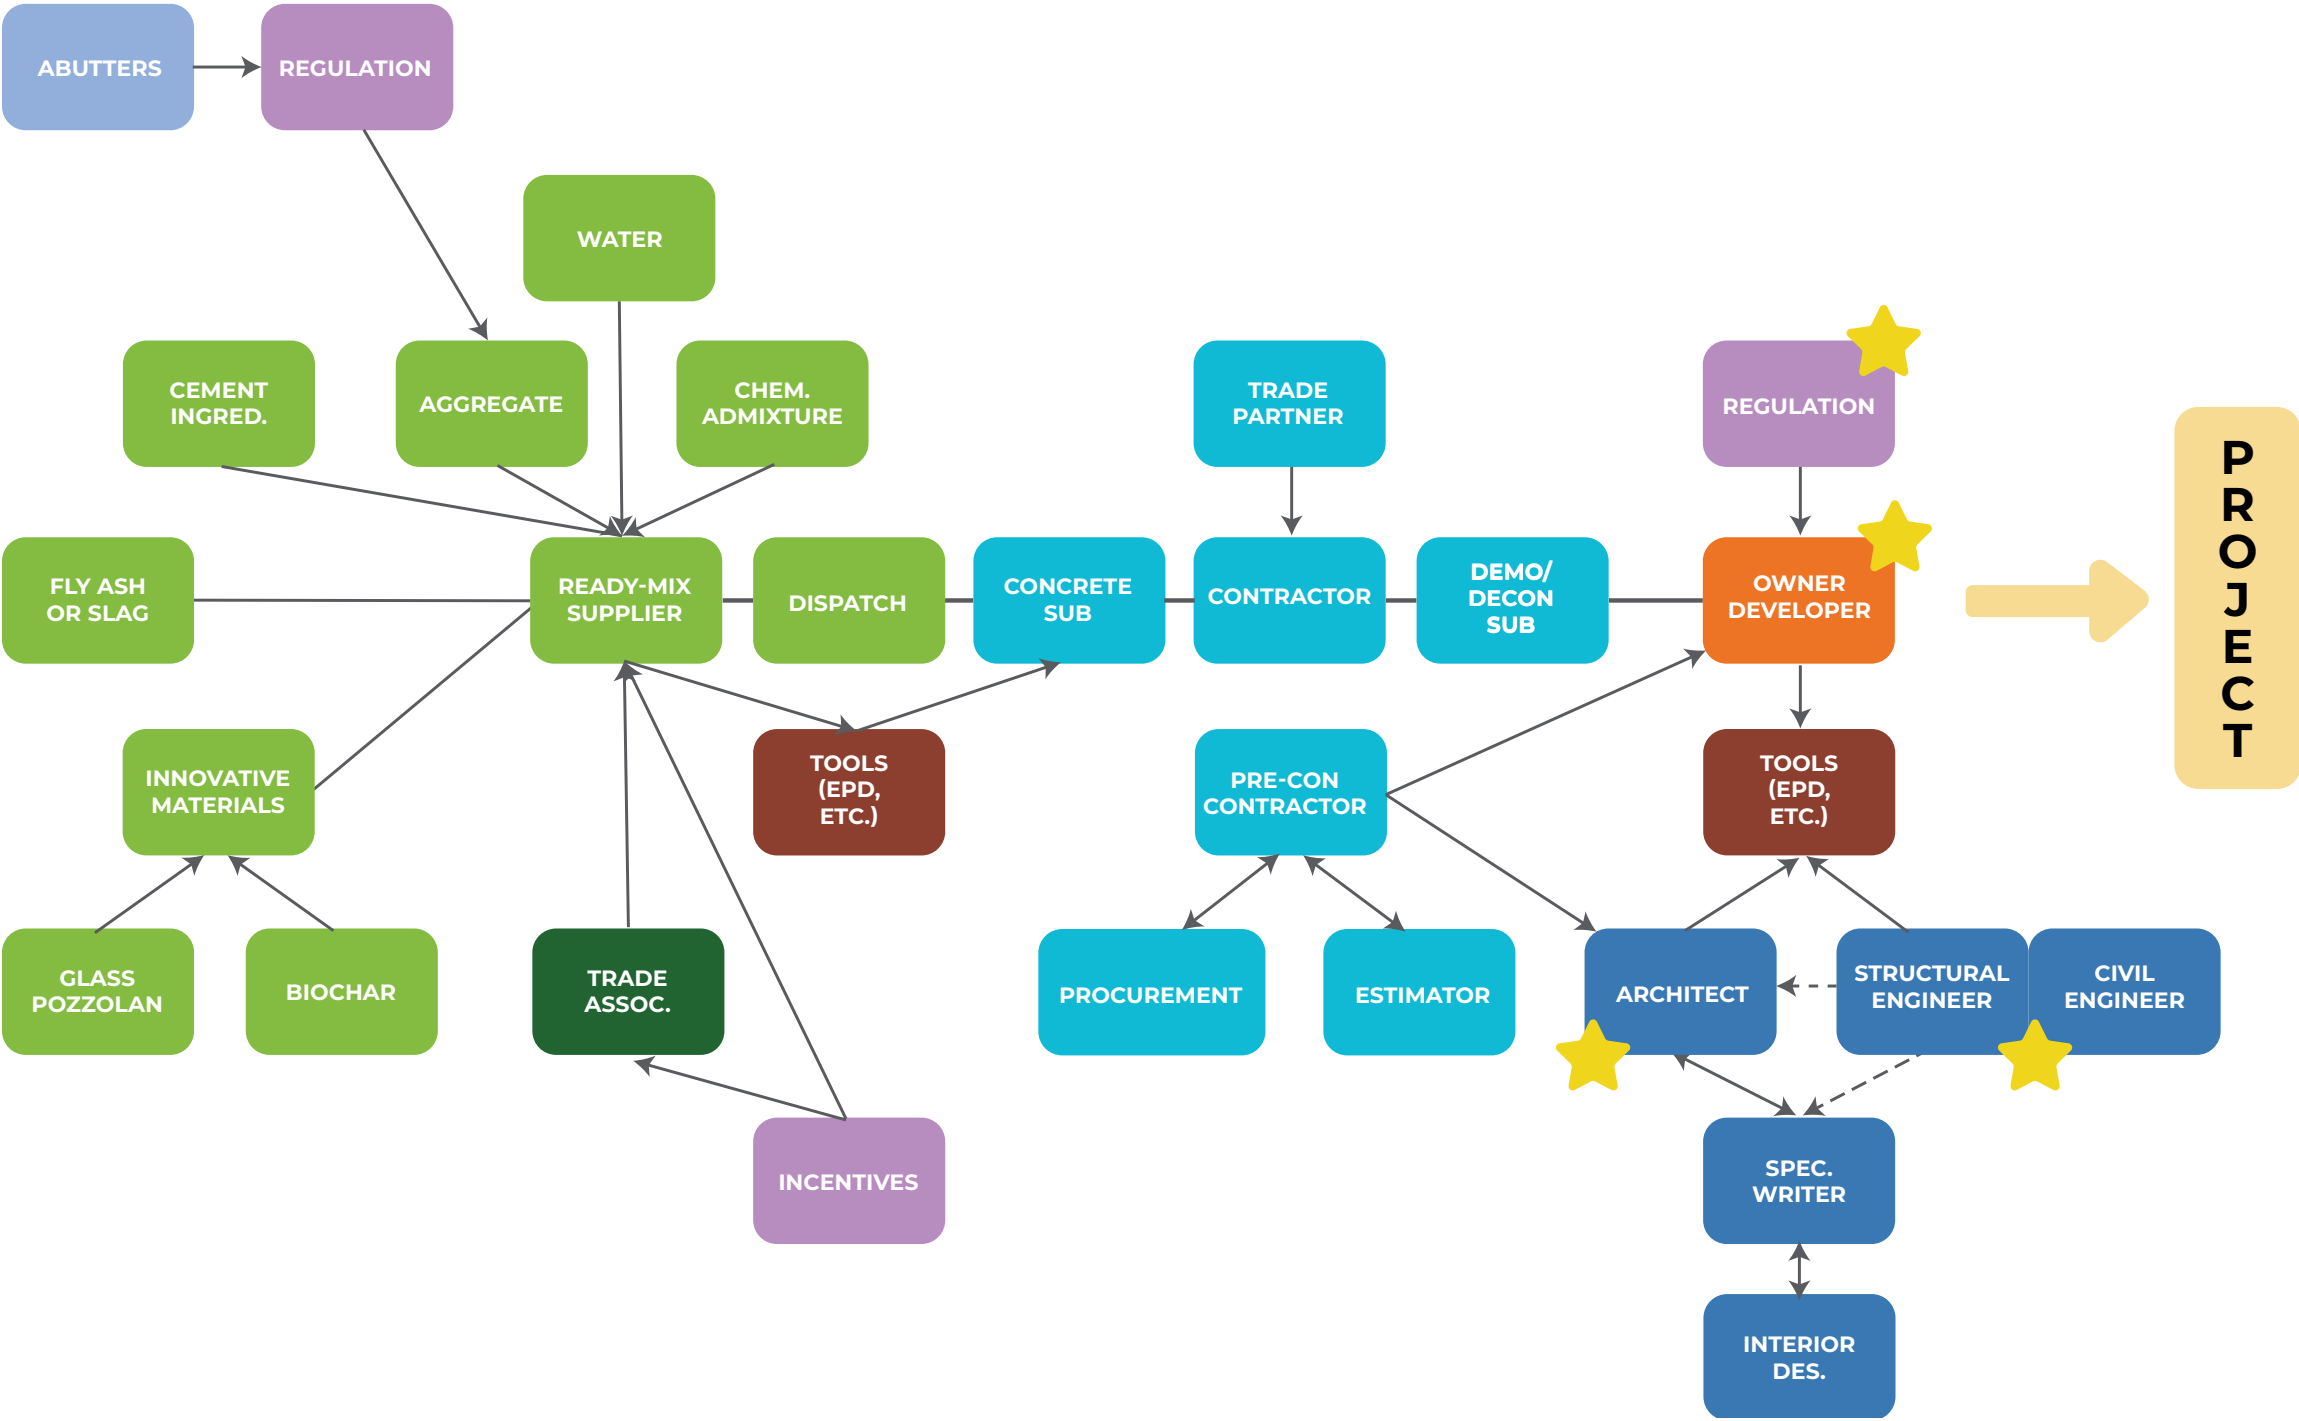 ABUTTERS
REGULATION
WATER
CEMENT
INGRED.
AGGREGATE
CHEM.
ADMIXTURE
TRADE
PARTNER
REGULATION
FLY ASH
OR SLAG
READY-MIX
SUPPLIER
DISPATCH
CONCRETE
SUB
CONTRACTOR
DEMO/
DECON
SUB
OWNER
DEVELOPER
P
R
O
J
E
C
T
INNOVATIVE
MATERIALS
TOOLS
(EPD,
ETC.)
PRE-CON
CONTRACTOR
TOOLS
(EPD,
ETC.)
GLASS
POZZOLAN
BIOCHAR
TRADE
ASSOC.
PROCUREMENT
ESTIMATOR
ARCHITECT
STRUCTURAL
ENGINEER
CIVIL
ENGINEER
INCENTIVES
SPEC.
WRITER
INTERIOR
DES.